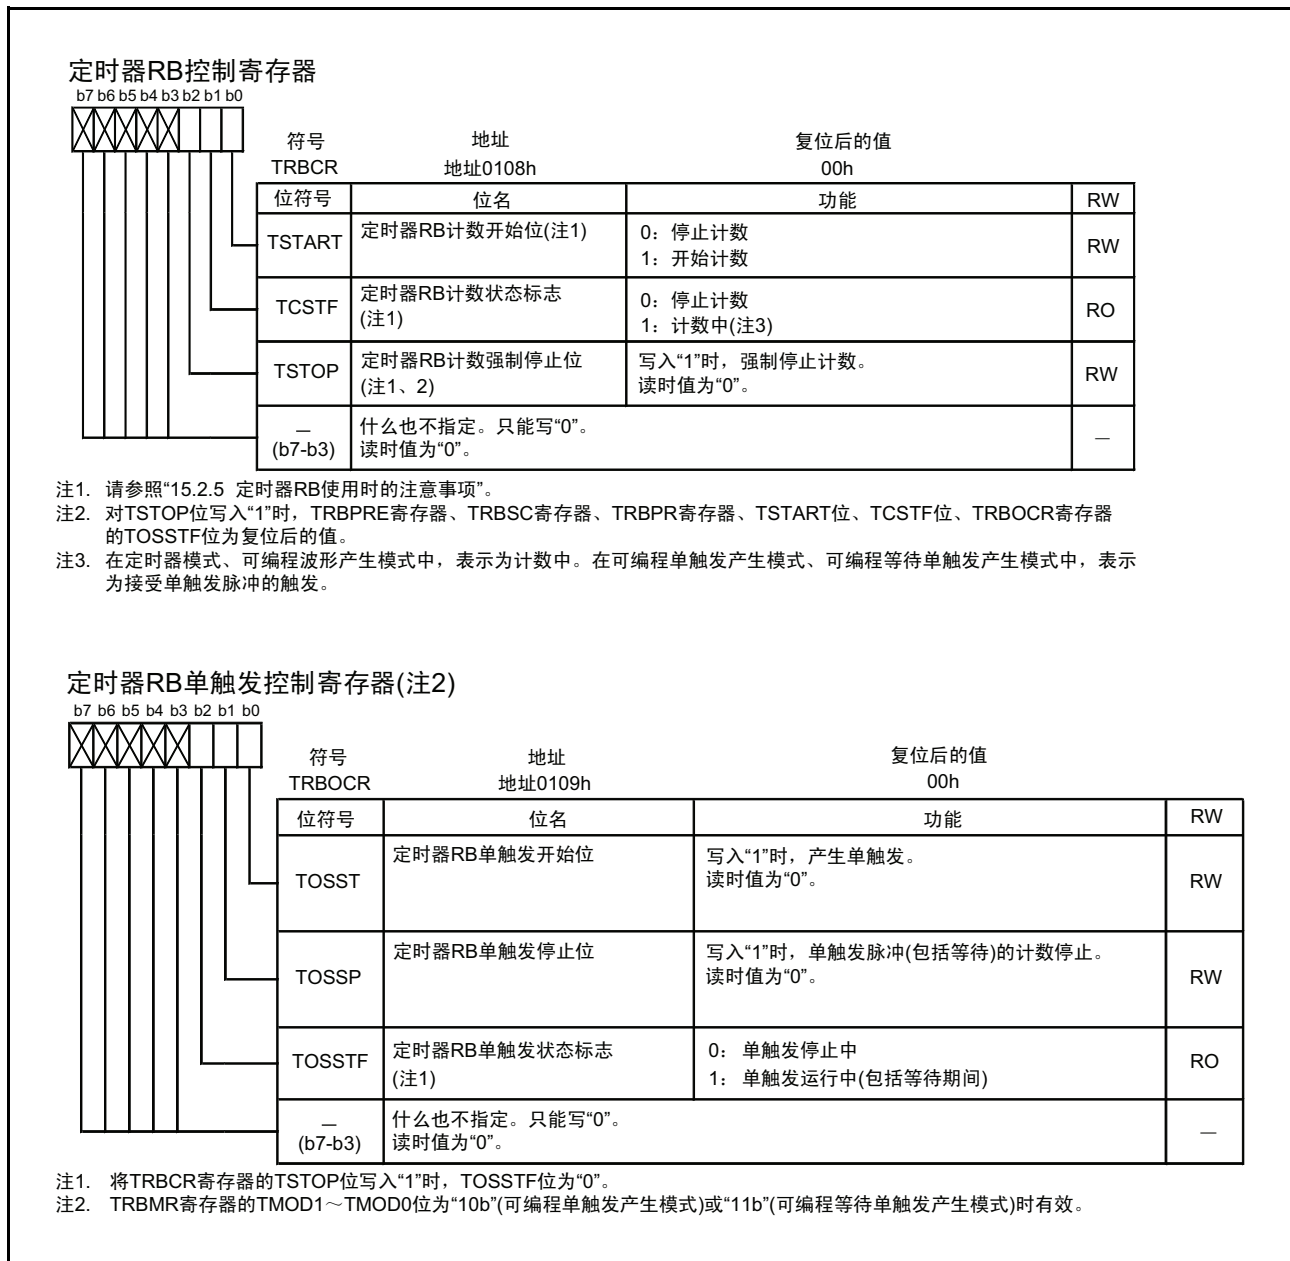 定时器RB控制寄存器
b7 b6 b5 b4 b3 b2 b1 b0
符号 地址 复位后的值
TRBCR 地址0108h 00h
位符号 位名 功能 RW
TSTART 定时器RB计数开始位(注1) 0：停止计数 RW
1：开始计数
TCSTF 定时器RB计数状态标志 0：停止计数 RO
(注1) 1：计数中(注3)
TSTOP 定时器RB计数强制停止位 写入“1”时，强制停止计数。 RW
(注1、2) 读时值为“0”。
— 什么也不指定。只能写“0”。 —
(b7-b3) 读时值为“0”。
注1. 请参照“15.2.5 定时器RB使用时的注意事项”。
注2. 对TSTOP位写入“1”时，TRBPRE寄存器、TRBSC寄存器、TRBPR寄存器、TSTART位、TCSTF位、TRBOCR寄存器
的TOSSTF位为复位后的值。
注3. 在定时器模式、可编程波形产生模式中，表示为计数中。在可编程单触发产生模式、可编程等待单触发产生模式中，表示
为接受单触发脉冲的触发。
定时器RB单触发控制寄存器(注2)
b7 b6 b5 b4 b3 b2 b1 b0
符号 地址 复位后的值
TRBOCR 地址0109h 00h
位符号 位名 功能 RW
TOSST 定时器RB单触发开始位 写入“1”时，产生单触发。 RW
读时值为“0”。
TOSSP 定时器RB单触发停止位 写入“1”时，单触发脉冲(包括等待)的计数停止。 RW
读时值为“0”。
TOSSTF 定时器RB单触发状态标志 0：单触发停止中 RO
(注1) 1：单触发运行中(包括等待期间)
— 什么也不指定。只能写“0”。 —
(b7-b3) 读时值为“0”。
注1. 将TRBCR寄存器的TSTOP位写入“1”时，TOSSTF位为“0”。
注2. TRBMR寄存器的TMOD1～TMOD0位为“10b”(可编程单触发产生模式)或“11b”(可编程等待单触发产生模式)时有效。